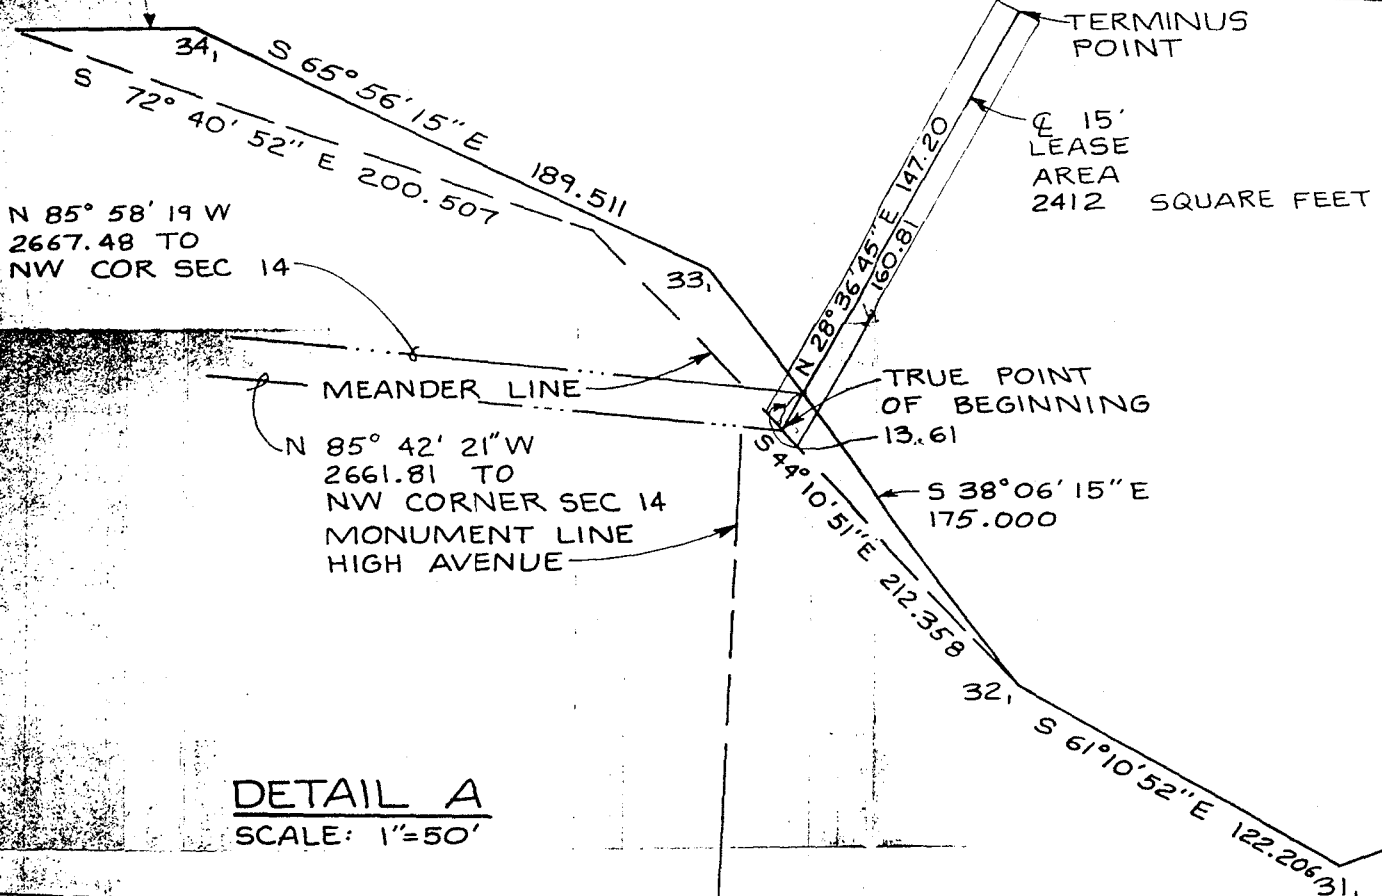 TERMINUS
POINT
34,
S 65° 56' 15" E 189.511
S 72° 40' 52" E 200.507
℄ 15'
LEASE
AREA
2412 SQUARE FEET
N 28° 36' 45" E 147.20
160.81
N 85° 58' 19 W
2667.48 TO
NW COR SEC 14
33,
MEANDER LINE
TRUE POINT
OF BEGINNING
13.61
N 85° 42' 21" W
2661.81 TO
NW CORNER SEC 14
MONUMENT LINE
HIGH AVENUE
S 44° 10' 51" E 212.358
S 38° 06' 15" E
175.000
32,
S 61° 10' 52" E 122.206
31,
DETAIL A
SCALE: 1"=50'